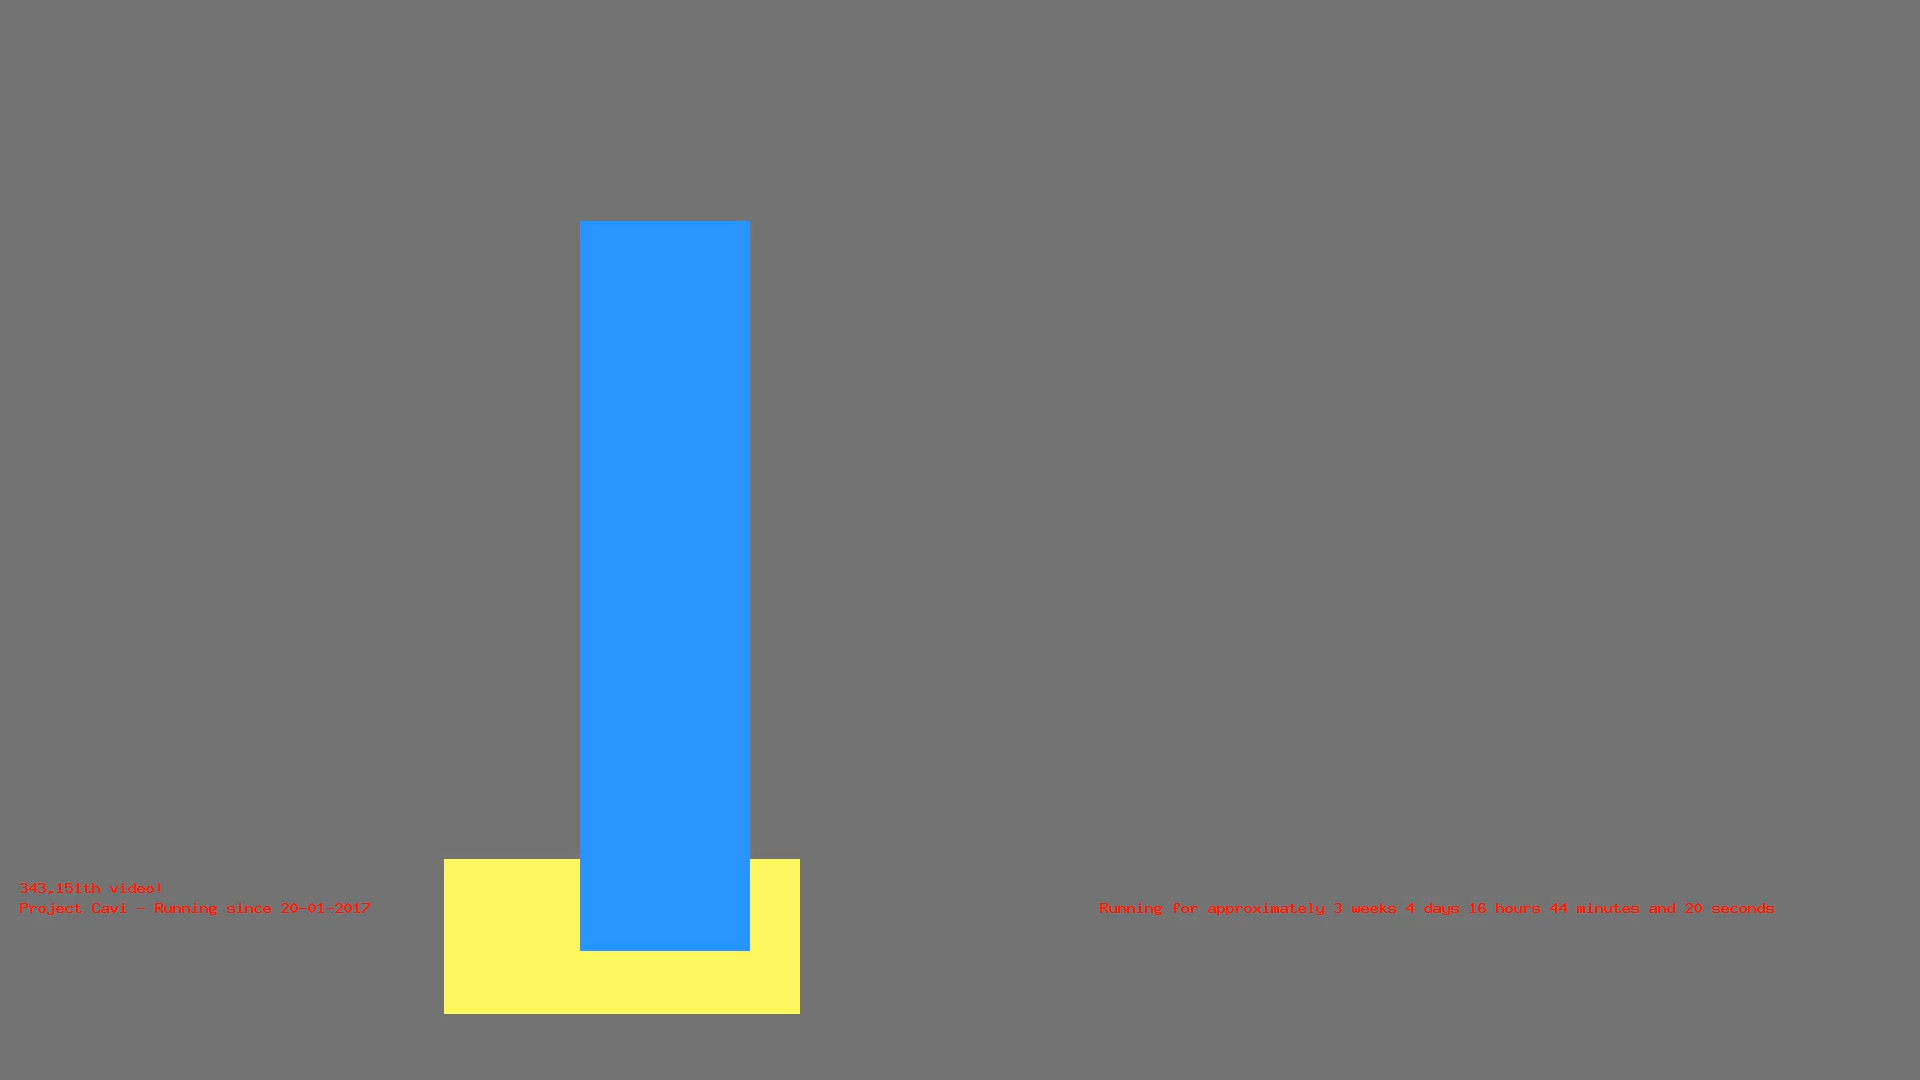 343,151th video!
Project Cavi - Running since 20-01-2017
Running for approximately 3 weeks 4 days 16 hours 44 minutes and 20 seconds